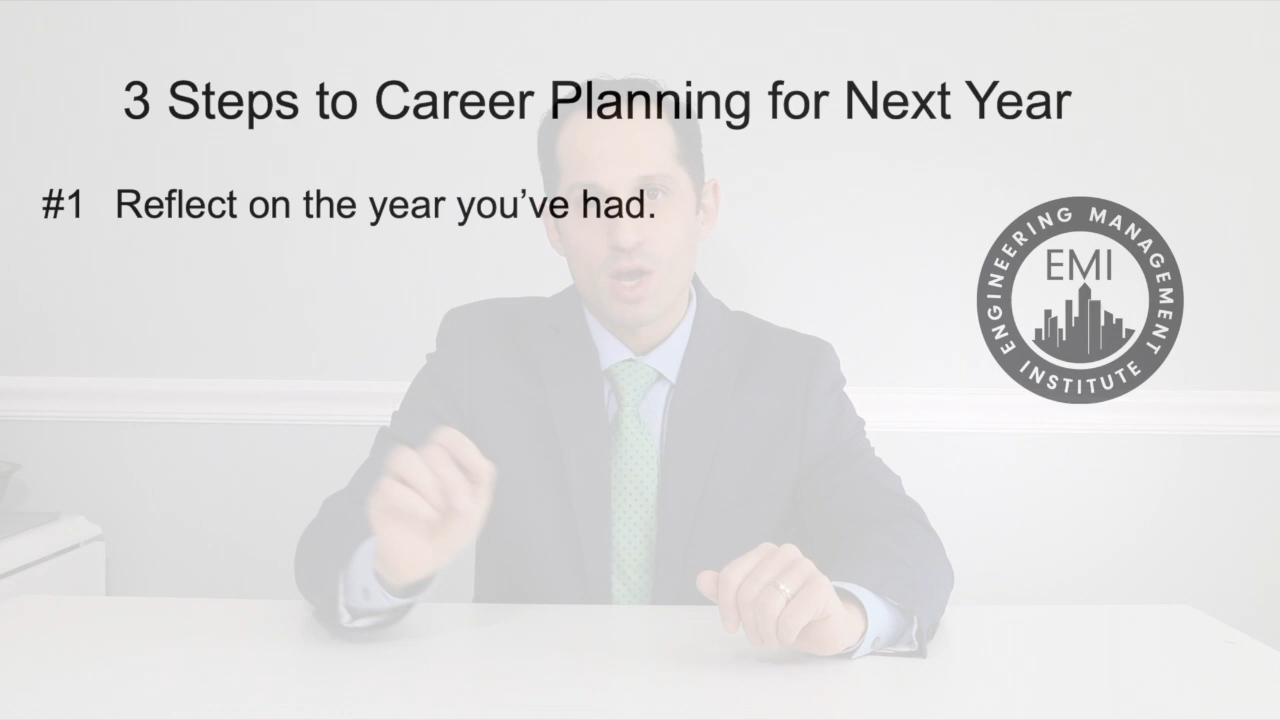 3 Steps to Career Planning for Next Year
#1 Reflect on the year you’ve had.
ENGINEERING MANAGEMENT
EMI
INSTITUTE